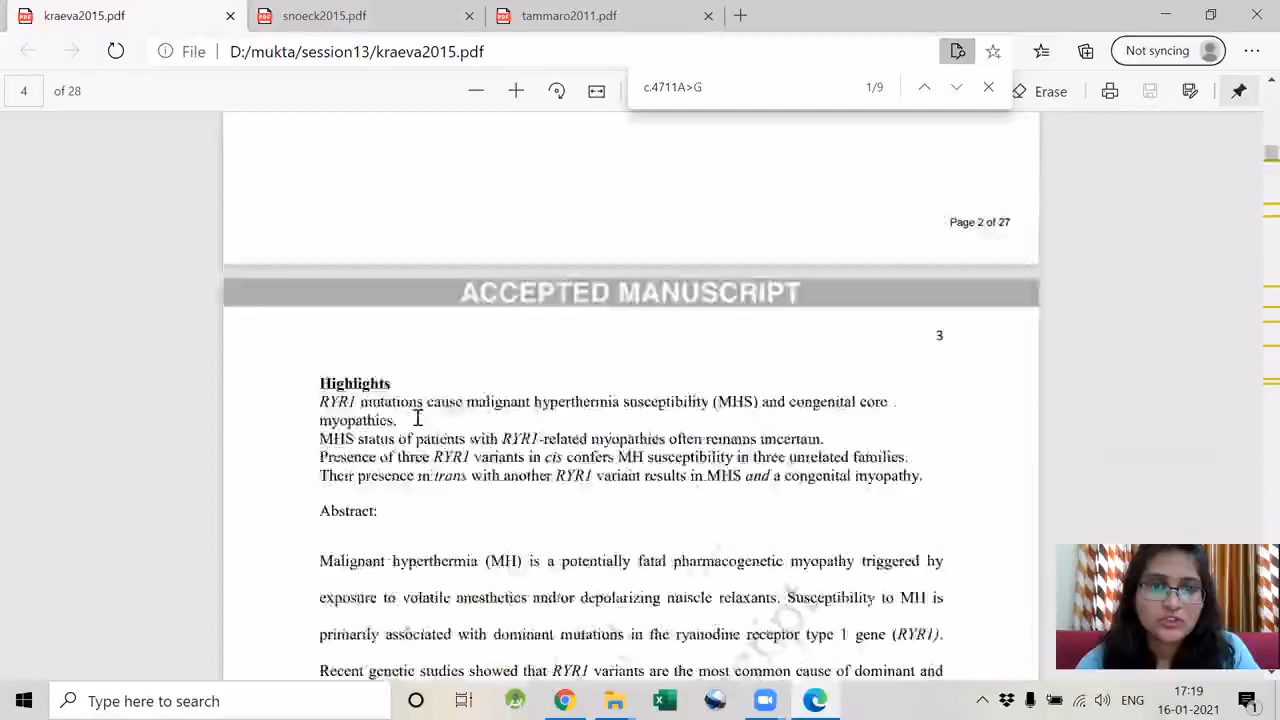 kraeva2015.pdf
snoeck2015.pdf
tammaro2011.pdf
File D:/mukta/session13/kraeva2015.pdf
Not syncing
4 of 28
c.4711A>G 1/9
Erase
Page 2 of 27
ACCEPTED MANUSCRIPT
3
Highlights
RYR1 mutations cause malignant hyperthermia susceptibility (MHS) and congenital core
myopathies.
MHS status of patients with RYR1-related myopathies often remains uncertain.
Presence of three RYR1 variants in cis confers MH susceptibility in three unrelated families.
Their presence in trans with another RYR1 variant results in MHS and a congenital myopathy.
Abstract:
Malignant hyperthermia (MH) is a potentially fatal pharmacogenetic myopathy triggered by
exposure to volatile anesthetics and/or depolarizing muscle relaxants. Susceptibility to MH is
primarily associated with dominant mutations in the ryanodine receptor type 1 gene (RYR1).
Recent genetic studies showed that RYR1 variants are the most common cause of dominant and
Type here to search
ENG
17:19
16-01-2021